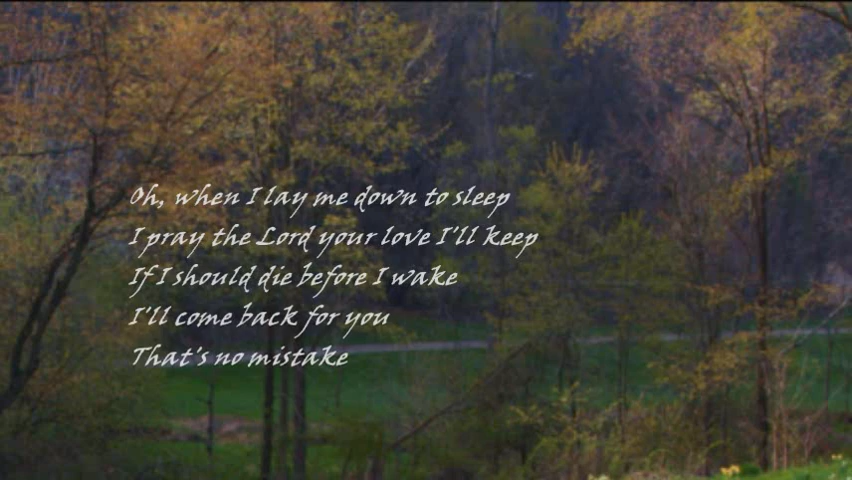 Oh, when I lay me down to sleep
I pray the Lord your love I'll keep
If I should die before I wake
I'll come back for you
That's no mistake